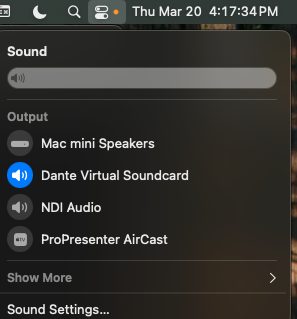 Thu Mar 20 4:17:34 PM
Sound
Output
Mac mini Speakers
Dante Virtual Soundcard
NDI Audio
ProPresenter AirCast
Show More
Sound Settings...